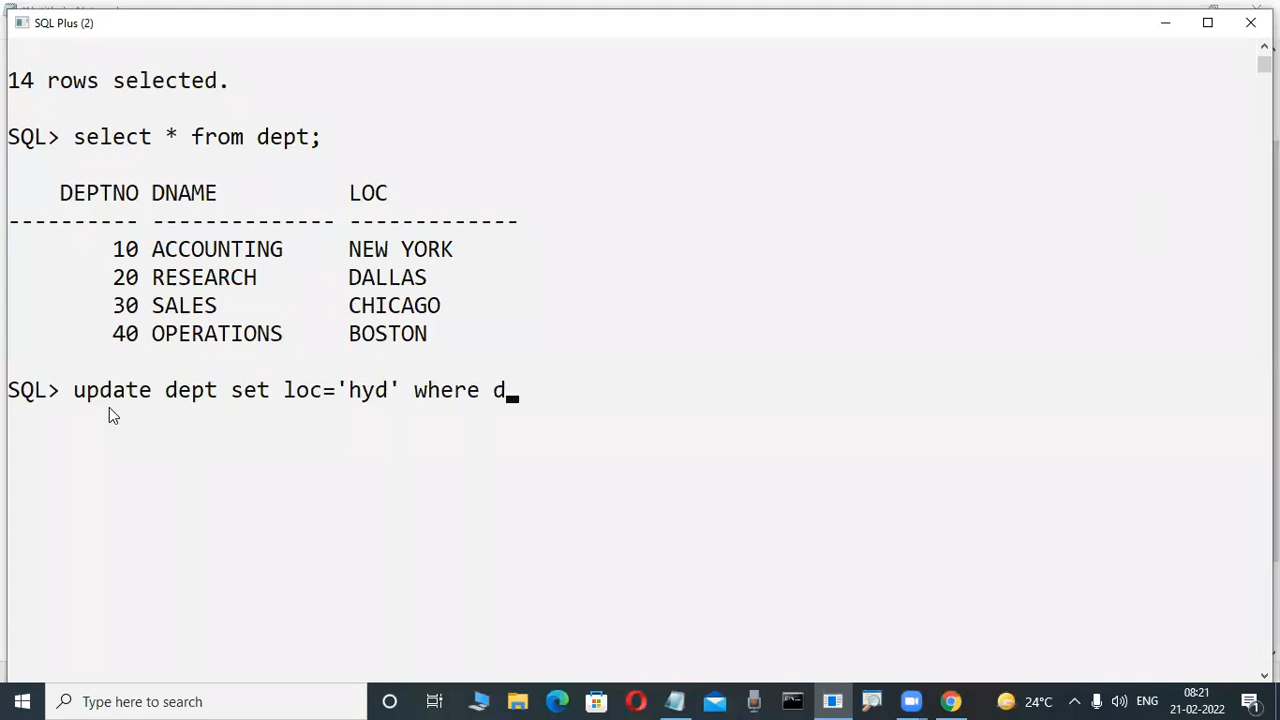 SQL Plus (2)
14 rows selected.
SQL> select * from dept;
DEPTNO DNAME LOC
---------- -------------- -------------
10 ACCOUNTING NEW YORK
20 RESEARCH DALLAS
30 SALES CHICAGO
40 OPERATIONS BOSTON
SQL> update dept set loc='hyd' where d_
Type here to search
24°C
ENG
08:21
21-02-2022
1